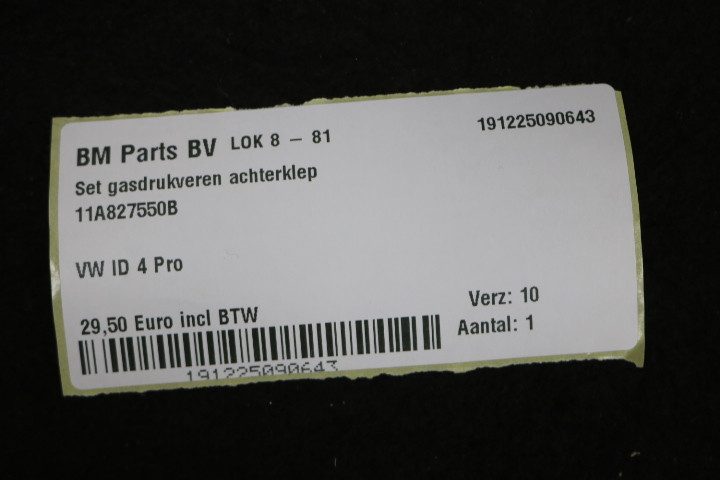 BM Parts BV LOK 8 – 81 191225090643
Set gasdrukveren achterklep
11A827550B
VW ID 4 Pro
Verz: 10
29,50 Euro incl BTW
Aantal: 1
191225090643